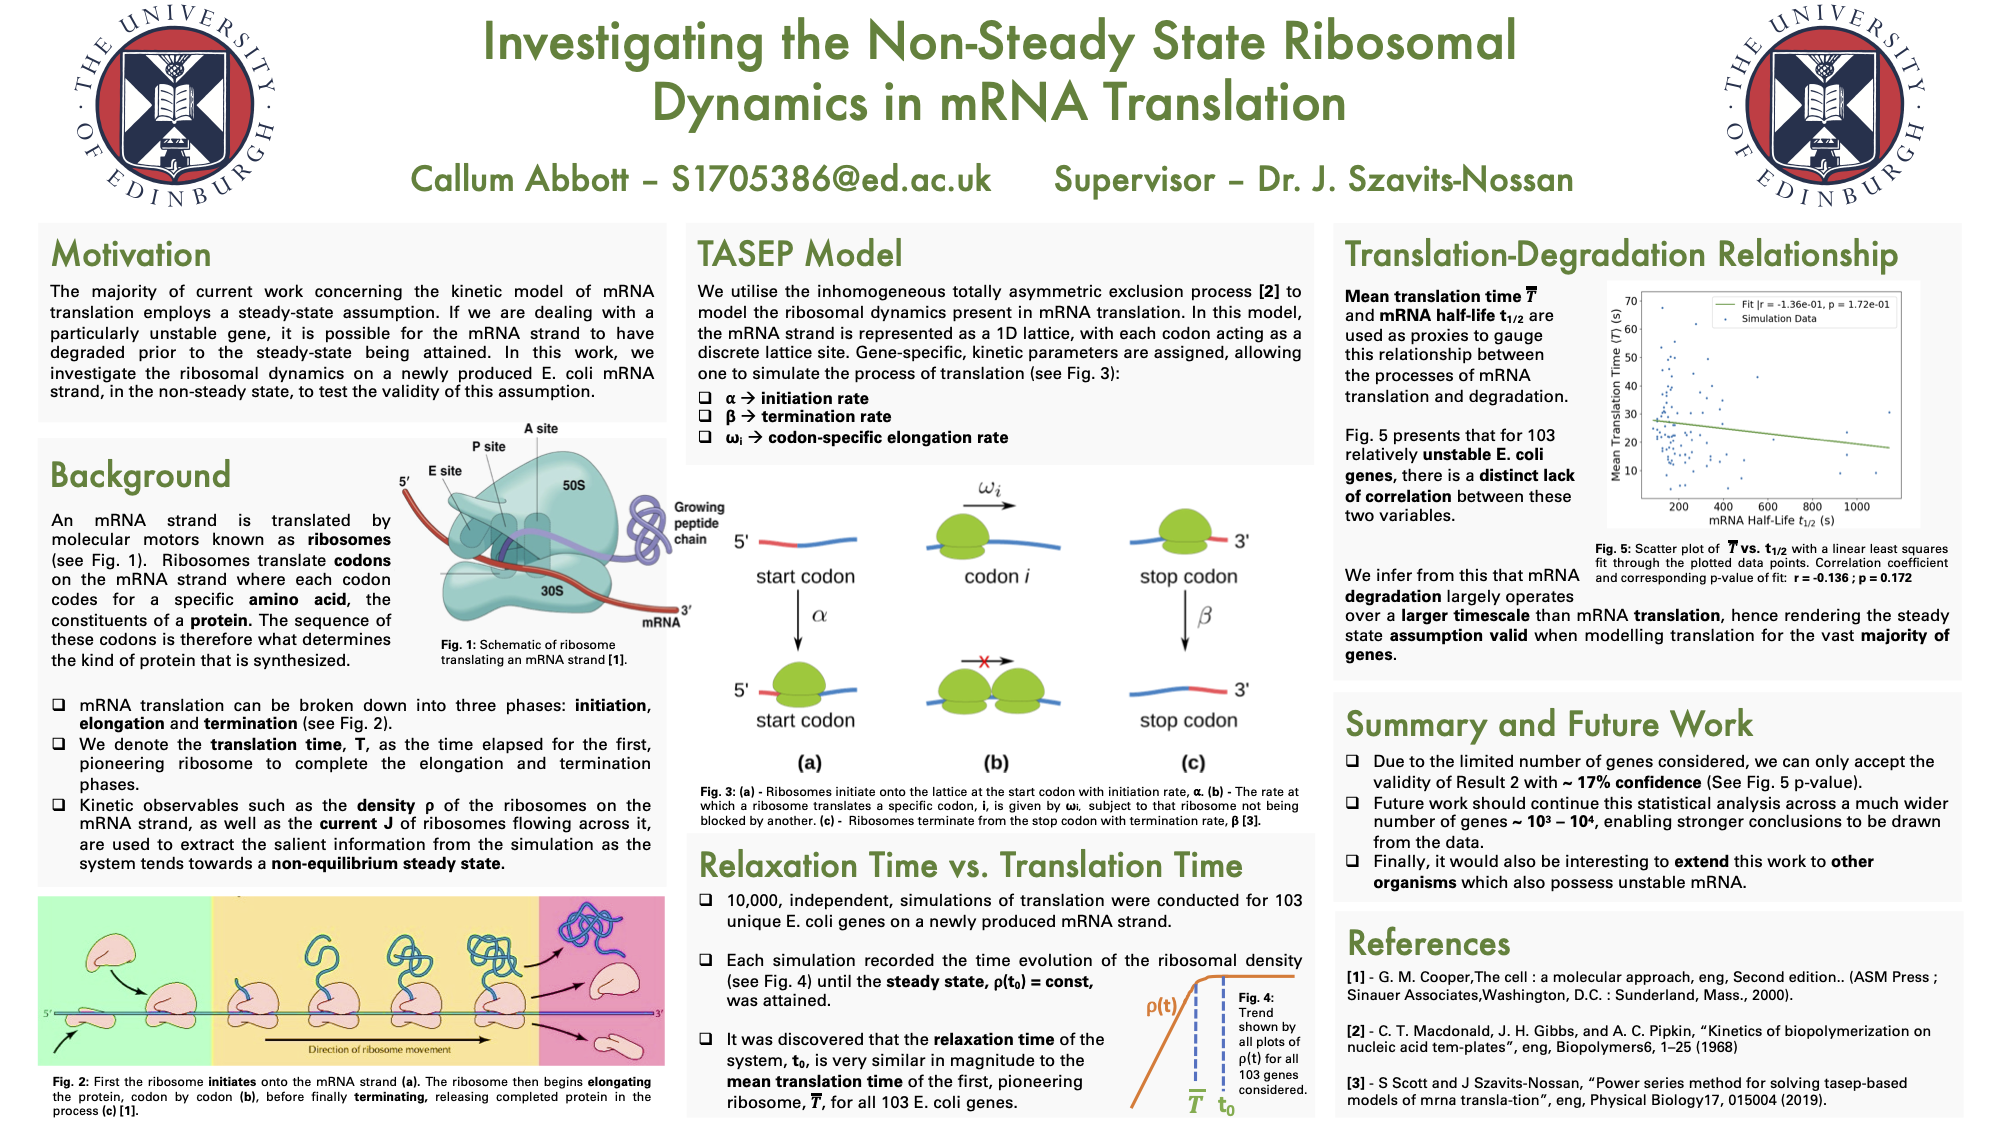 THE UNIVERSITY OF EDINBURGH
Investigating the Non-Steady State Ribosomal
Dynamics in mRNA Translation
Callum Abbott – S1705386@ed.ac.uk Supervisor – Dr. J. Szavits-Nossan
THE UNIVERSITY OF EDINBURGH
Motivation
The majority of current work concerning the kinetic model of mRNA
translation employs a steady-state assumption. If we are dealing with a
particularly unstable gene, it is possible for the mRNA strand to have
degraded prior to the steady-state being attained. In this work, we
investigate the ribosomal dynamics on a newly produced E. coli mRNA
strand, in the non-steady state, to test the validity of this assumption.
Background
An mRNA strand is translated by
molecular motors known as ribosomes
(see Fig. 1). Ribosomes translate codons
on the mRNA strand where each codon
codes for a specific amino acid, the
constituents of a protein. The sequence of
these codons is therefore what determines
the kind of protein that is synthesized.
A site
P site
E site
5′
50S
Growing
peptide
chain
30S
3′
mRNA
Fig. 1: Schematic of ribosome
translating an mRNA strand [1].
❑ mRNA translation can be broken down into three phases: initiation,
elongation and termination (see Fig. 2).
❑ We denote the translation time, T, as the time elapsed for the first,
pioneering ribosome to complete the elongation and termination
phases.
❑ Kinetic observables such as the density ρ of the ribosomes on the
mRNA strand, as well as the current J of ribosomes flowing across it,
are used to extract the salient information from the simulation as the
system tends towards a non-equilibrium steady state.
5′
3′
Direction of ribosome movement
Fig. 2: First the ribosome initiates onto the mRNA strand (a). The ribosome then begins elongating
the protein, codon by codon (b), before finally terminating, releasing completed protein in the
process (c) [1].
TASEP Model
We utilise the inhomogeneous totally asymmetric exclusion process [2] to
model the ribosomal dynamics present in mRNA translation. In this model,
the mRNA strand is represented as a 1D lattice, with each codon acting as a
discrete lattice site. Gene-specific, kinetic parameters are assigned, allowing
one to simulate the process of translation (see Fig. 3):
❑ α → initiation rate
❑ β → termination rate
❑ ωᵢ → codon-specific elongation rate
ωᵢ
5' 3'
start codon codon i stop codon
α β
5' 3'
start codon stop codon
(a) (b) (c)
Fig. 3: (a) - Ribosomes initiate onto the lattice at the start codon with initiation rate, α. (b) - The rate at
which a ribosome translates a specific codon, i, is given by ωᵢ, subject to that ribosome not being
blocked by another. (c) - Ribosomes terminate from the stop codon with termination rate, β [3].
Relaxation Time vs. Translation Time
❑ 10,000, independent, simulations of translation were conducted for 103
unique E. coli genes on a newly produced mRNA strand.
❑ Each simulation recorded the time evolution of the ribosomal density
(see Fig. 4) until the steady state, ρ(t₀) = const,
was attained.
❑ It was discovered that the relaxation time of the
system, t₀, is very similar in magnitude to the
mean translation time of the first, pioneering
ribosome, T̅, for all 103 E. coli genes.
ρ(t)
T̅ t₀
Fig. 4:
Trend
shown by
all plots of
ρ(t) for all
103 genes
considered.
Translation-Degradation Relationship
Mean translation time T̅
and mRNA half-life t₁/₂ are
used as proxies to gauge
this relationship between
the processes of mRNA
translation and degradation.
Fig. 5 presents that for 103
relatively unstable E. coli
genes, there is a distinct lack
of correlation between these
two variables.
Mean Translation Time ⟨T⟩ (s)
70
60
50
40
30
20
10
Fit |r = -1.36e-01, p = 1.72e-01
Simulation Data
200 400 600 800 1000
mRNA Half-Life t₁/₂ (s)
Fig. 5: Scatter plot of T̅ vs. t₁/₂ with a linear least squares
fit through the plotted data points. Correlation coefficient
and corresponding p-value of fit: r = -0.136 ; p = 0.172
We infer from this that mRNA
degradation largely operates
over a larger timescale than mRNA translation, hence rendering the steady
state assumption valid when modelling translation for the vast majority of
genes.
Summary and Future Work
❑ Due to the limited number of genes considered, we can only accept the
validity of Result 2 with ~ 17% confidence (See Fig. 5 p-value).
❑ Future work should continue this statistical analysis across a much wider
number of genes ~ 10³ – 10⁴, enabling stronger conclusions to be drawn
from the data.
❑ Finally, it would also be interesting to extend this work to other
organisms which also possess unstable mRNA.
References
[1] - G. M. Cooper,The cell : a molecular approach, eng, Second edition.. (ASM Press ;
Sinauer Associates,Washington, D.C. : Sunderland, Mass., 2000).
[2] - C. T. Macdonald, J. H. Gibbs, and A. C. Pipkin, “Kinetics of biopolymerization on
nucleic acid tem-plates”, eng, Biopolymers6, 1–25 (1968)
[3] - S Scott and J Szavits-Nossan, “Power series method for solving tasep-based
models of mrna transla-tion”, eng, Physical Biology17, 015004 (2019).